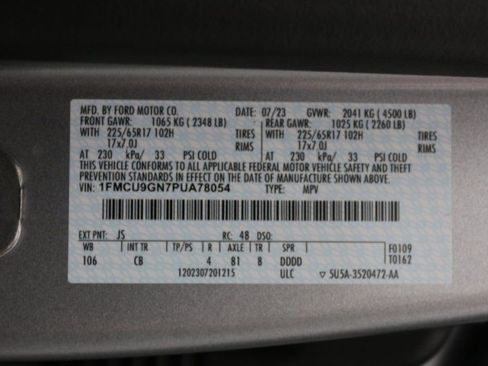 MFD. BY FORD MOTOR CO. DATE: 07/23 GVWR: 2041 KG (4500 LB)
FRONT GAWR: 1065 KG (2348 LB) REAR GAWR: 1025 KG (2260 LB)
WITH 225/65R17 102H TIRES WITH 225/65R17 102H TIRES
17x7.0J RIMS 17x7.0J RIMS
AT 230 kPa/ 33 PSI COLD AT 230 kPa/ 33 PSI COLD
THIS VEHICLE CONFORMS TO ALL APPLICABLE FEDERAL MOTOR VEHICLE SAFETY AND
THEFT PREVENTION STANDARDS IN EFFECT ON THE DATE OF MANUFACTURE SHOWN ABOVE.
VIN: 1FMCU9GN7PUA78054 TYPE: MPV
EXT PNT: JS RC: 48 DSO:
WB INT TR TP/PS R AXLE TR SPR F0109
106 CB 4 81 8 DDDD T0162
1202307201215 ULC ▽ 5U5A-3520472-AA